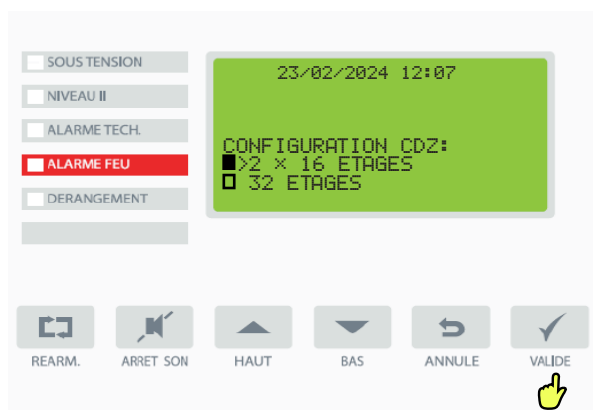 SOUS TENSION
NIVEAU II
ALARME TECH.
ALARME FEU
DERANGEMENT
23/02/2024 12:07
CONFIGURATION CDZ:
>2 × 16 ETAGES
32 ETAGES
REARM.
ARRET SON
HAUT
BAS
ANNULE
VALIDE